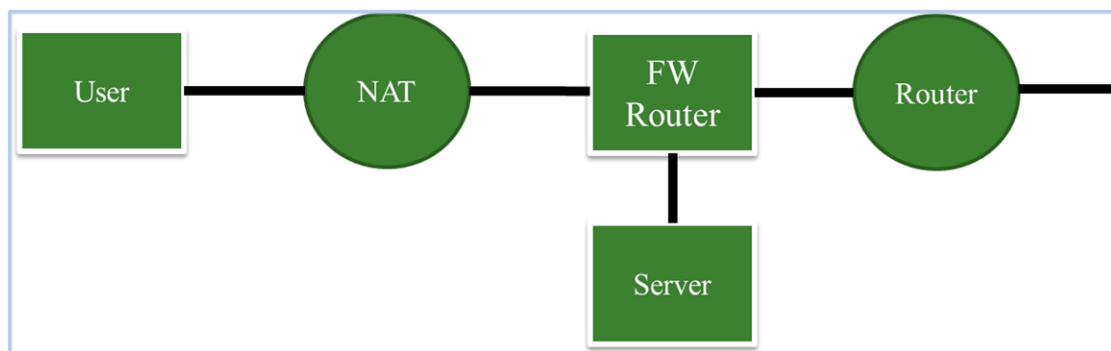 User
NAT
FW
Router
Router
Server